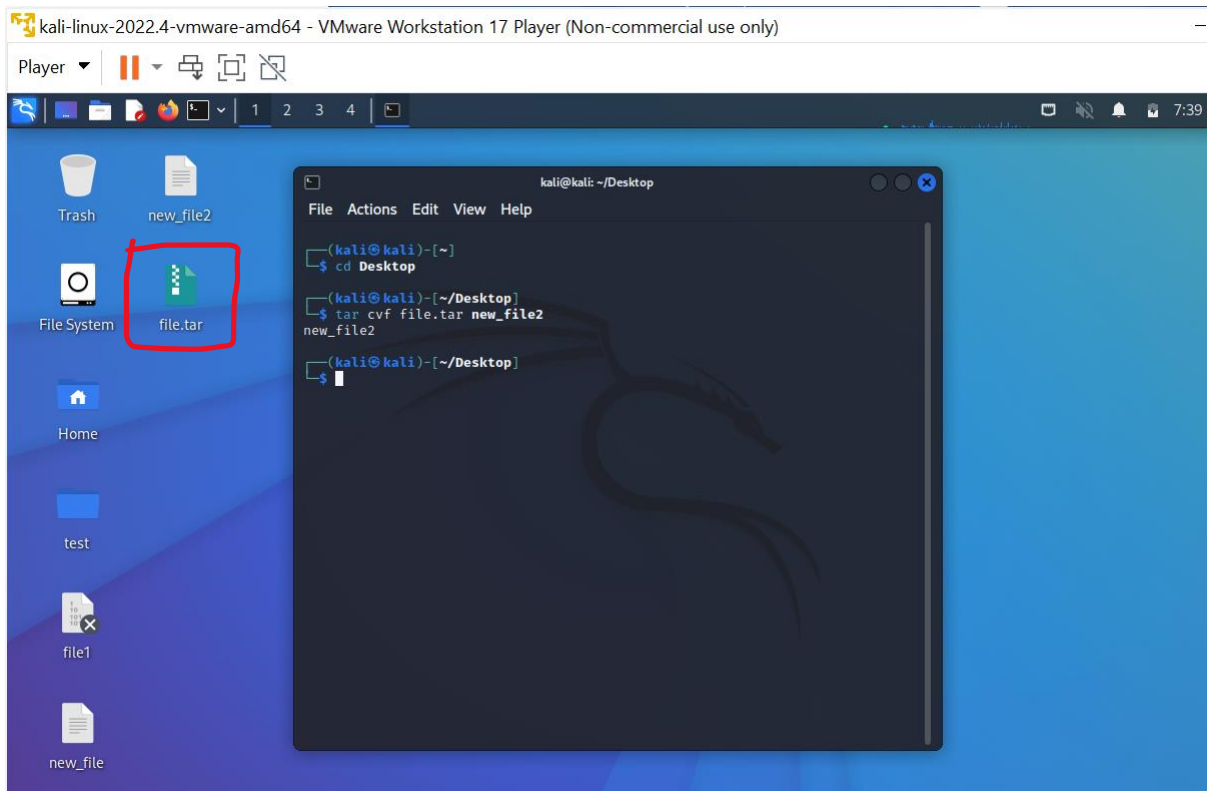 kali-linux-2022.4-vmware-amd64 - VMware Workstation 17 Player (Non-commercial use only)
Player
1 2 3 4
7:39
Trash
new_file2
File System
file.tar
Home
test
file1
new_file
kali@kali: ~/Desktop
File Actions Edit View Help
┌──(kali㉿kali)-[~]
└─$ cd Desktop
┌──(kali㉿kali)-[~/Desktop]
└─$ tar cvf file.tar new_file2
new_file2
┌──(kali㉿kali)-[~/Desktop]
└─$